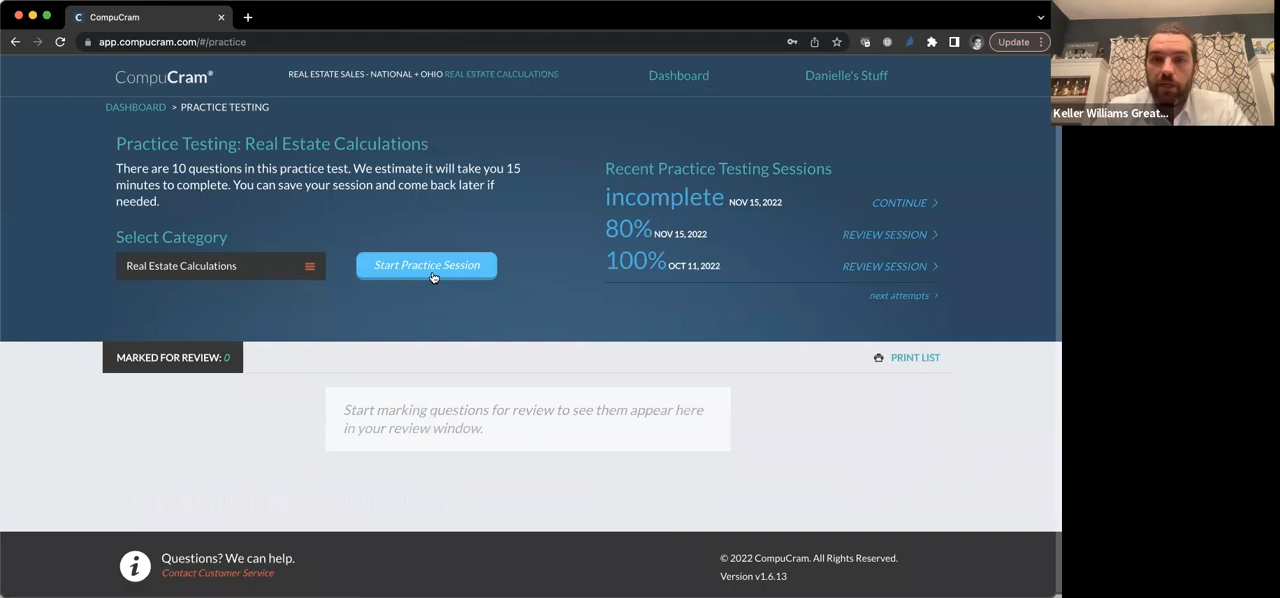 CompuCram
app.compucram.com/#/practice
Update
CompuCram®
REAL ESTATE SALES - NATIONAL + OHIO REAL ESTATE CALCULATIONS
Dashboard
Danielle's Stuff
DASHBOARD > PRACTICE TESTING
Keller Williams Great...
Practice Testing: Real Estate Calculations
There are 10 questions in this practice test. We estimate it will take you 15
minutes to complete. You can save your session and come back later if
needed.
Select Category
Real Estate Calculations
Start Practice Session
Recent Practice Testing Sessions
incomplete NOV 15, 2022 CONTINUE >
80% NOV 15, 2022 REVIEW SESSION >
100% OCT 11, 2022 REVIEW SESSION >
next attempts >
MARKED FOR REVIEW: 0
PRINT LIST
Start marking questions for review to see them appear here
in your review window.
Questions? We can help.
Contact Customer Service
© 2022 CompuCram. All Rights Reserved.
Version v1.6.13